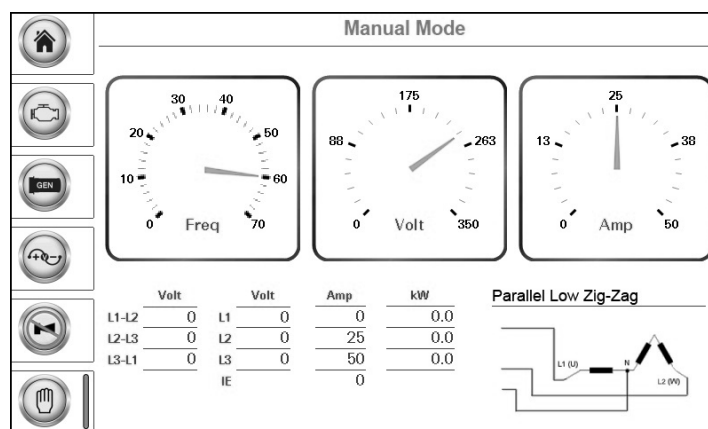 Manual Mode
GEN
0 10 20 30 40 50 60 70
Freq
0 88 175 263 350
Volt
0 13 25 38 50
Amp
Volt Volt Amp kW
L1-L2 0 L1 0 0 0.0
L2-L3 0 L2 0 25 0.0
L3-L1 0 L3 0 50 0.0
IE 0
Parallel Low Zig-Zag
L1 (U) N
L2 (W)